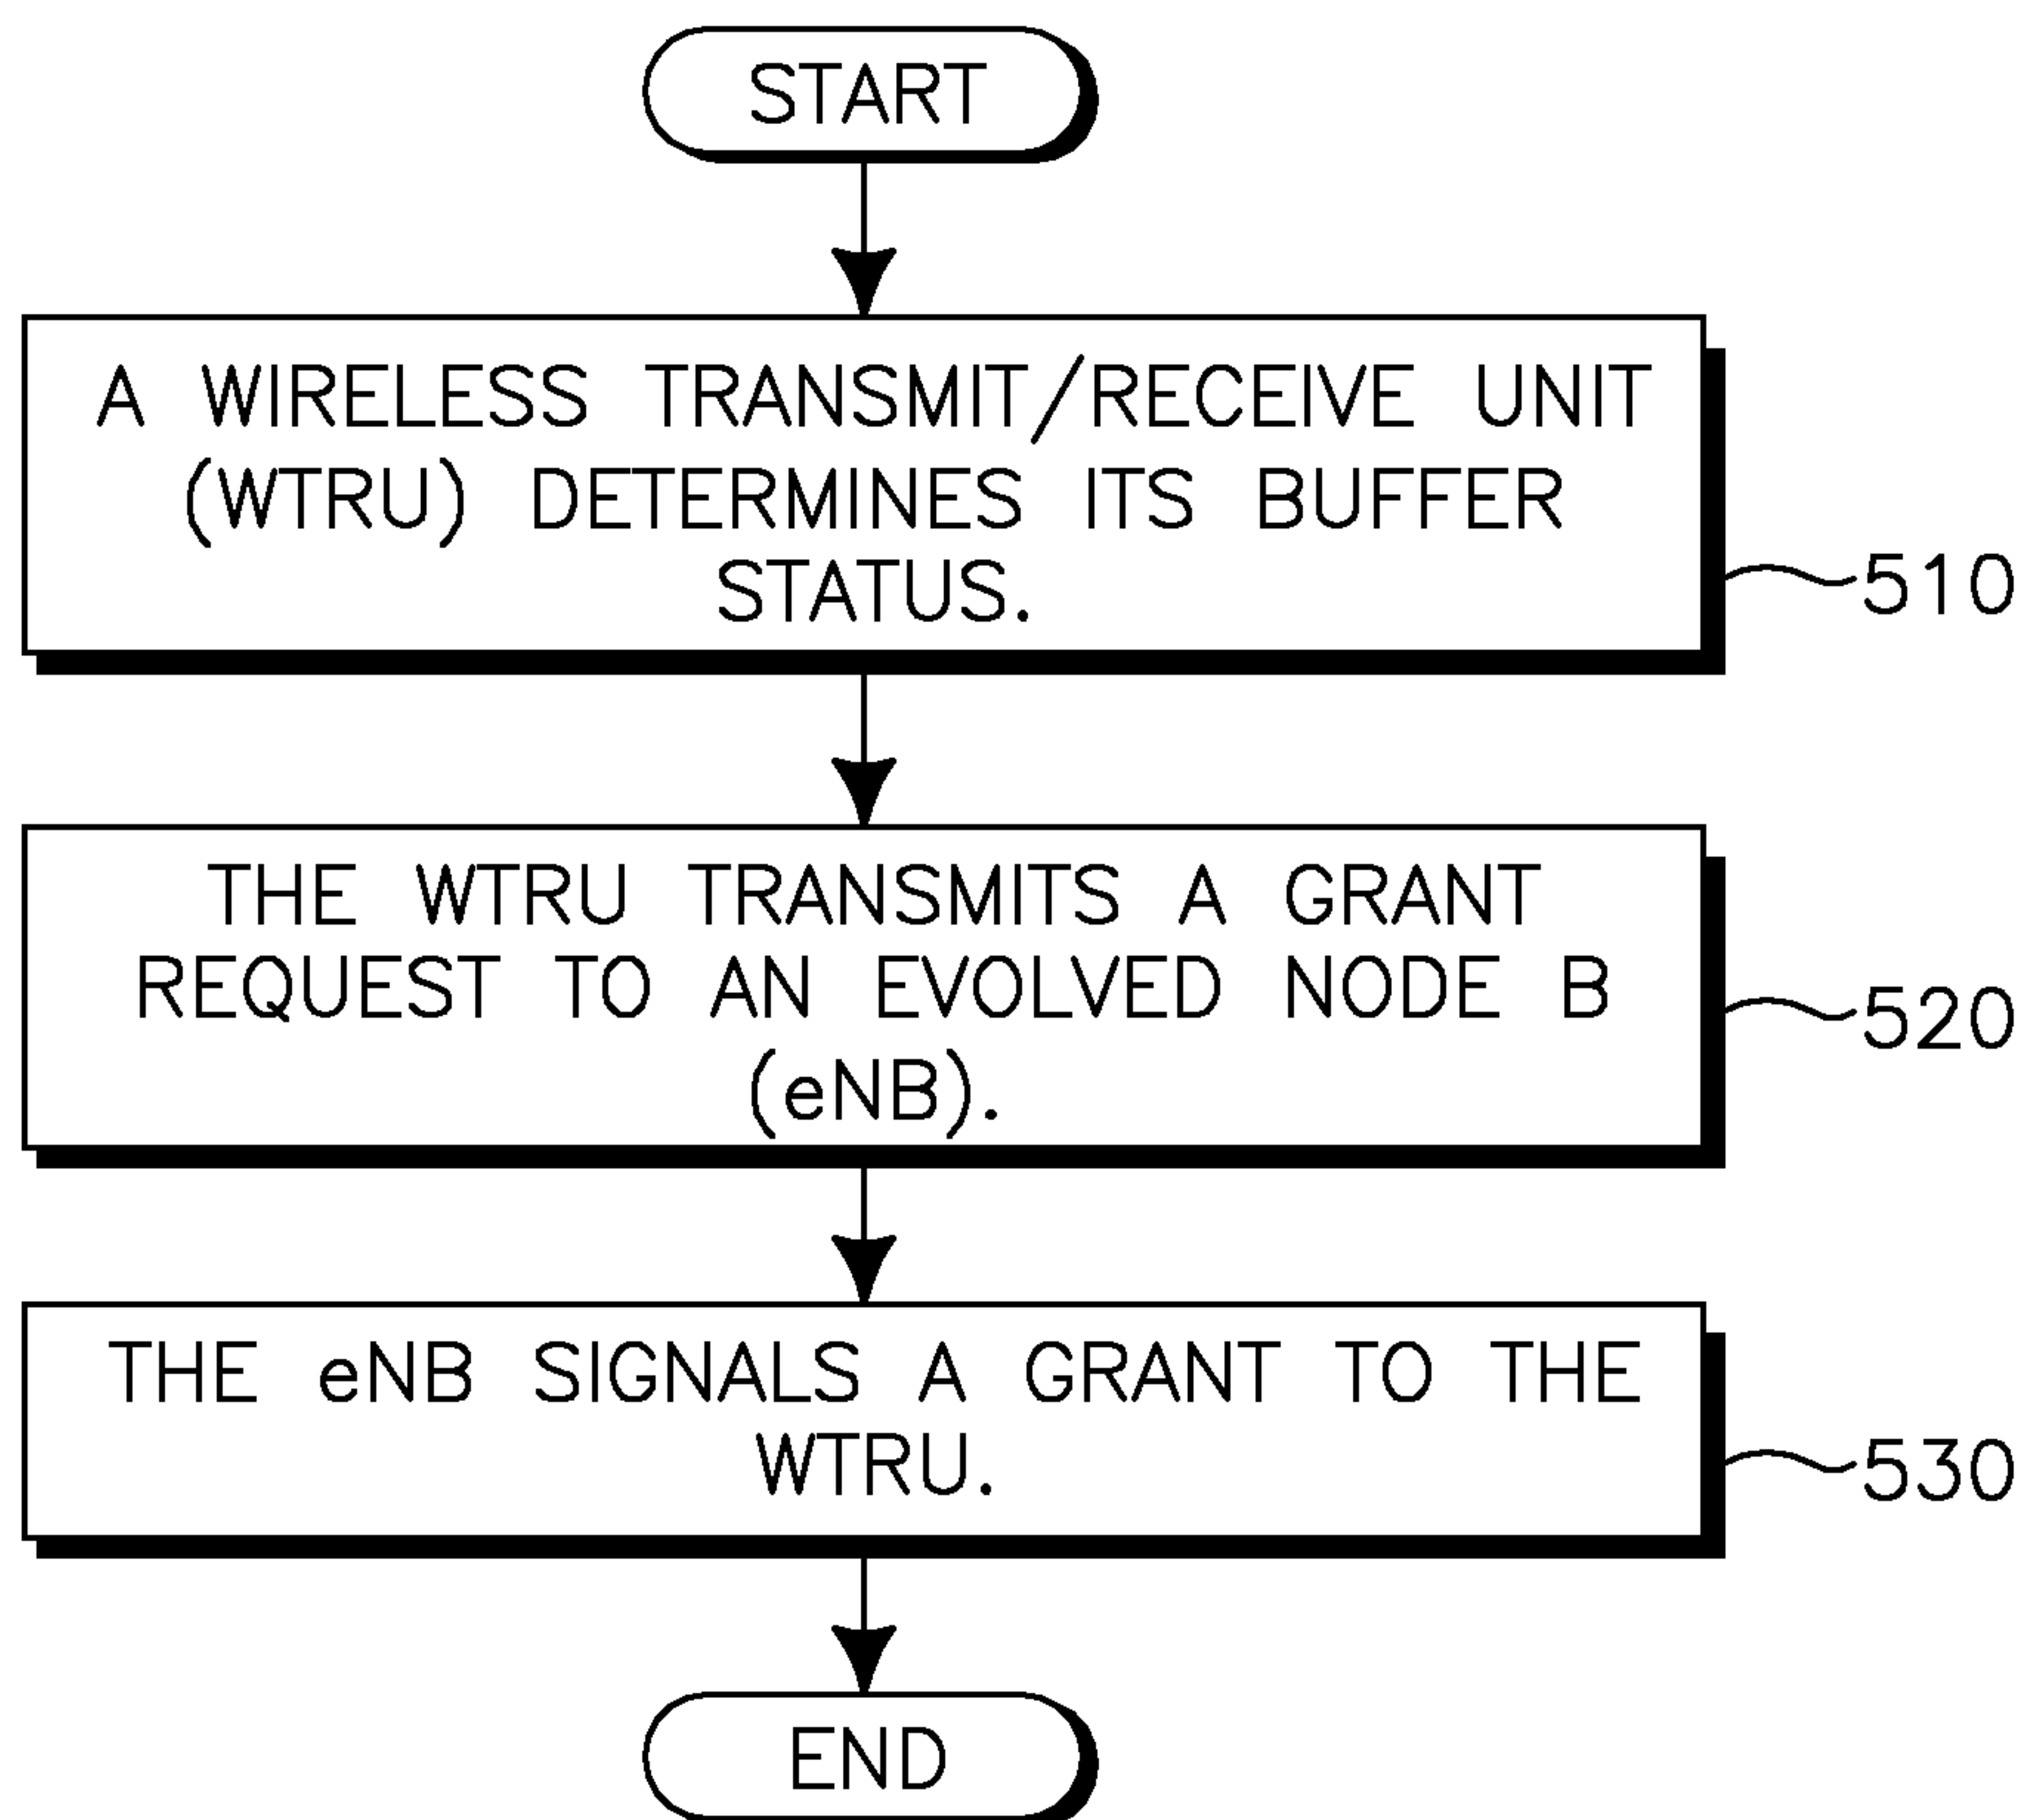 START
A WIRELESS TRANSMIT/RECEIVE UNIT
(WTRU) DETERMINES ITS BUFFER
STATUS.
510
THE WTRU TRANSMITS A GRANT
REQUEST TO AN EVOLVED NODE B
(eNB).
520
THE eNB SIGNALS A GRANT TO THE
WTRU.
530
END